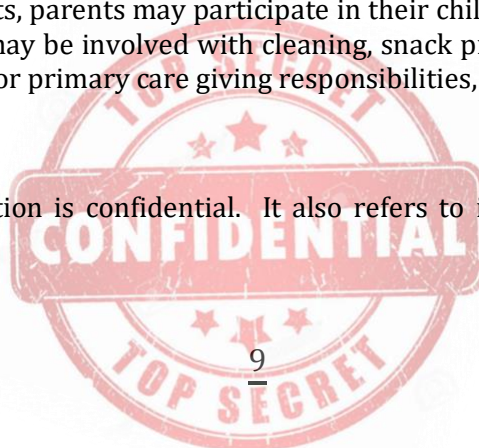 ts, parents may participate in their chil
may be involved with cleaning, snack p
or primary care giving responsibilities,
TOP SECRET
tion is confidential.  It also refers to i
CONFIDENTIAL
9
TOP SECRET